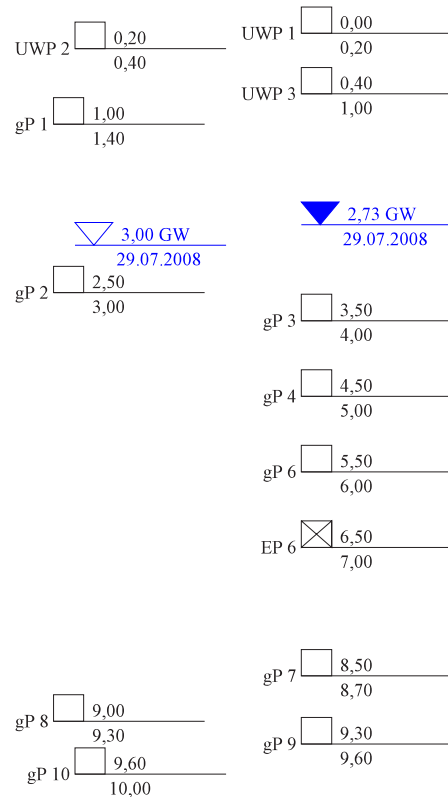 UWP 1 0,00
0,20
UWP 2 0,20
0,40
UWP 3 0,40
1,00
gP 1 1,00
1,40
2,73 GW
29.07.2008
3,00 GW
29.07.2008
gP 2 2,50
3,00
gP 3 3,50
4,00
gP 4 4,50
5,00
gP 6 5,50
6,00
EP 6 6,50
7,00
gP 7 8,50
8,70
gP 8 9,00
9,30
gP 9 9,30
9,60
gP 10 9,60
10,00